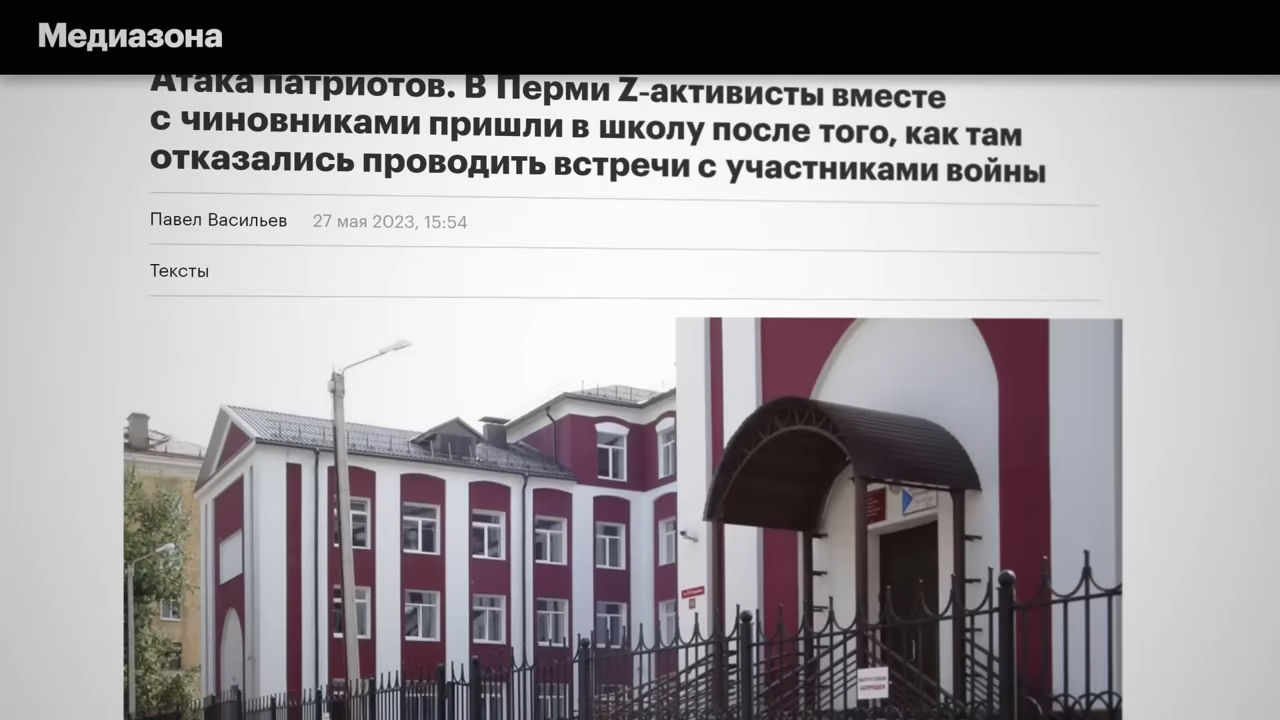 Медиазона
Атака патриотов. В Перми Z-активисты вместе
с чиновниками пришли в школу после того, как там
отказались проводить встречи с участниками войны
Павел Васильев 27 мая 2023, 15:54
Тексты
ЗАПРЕЩЕН